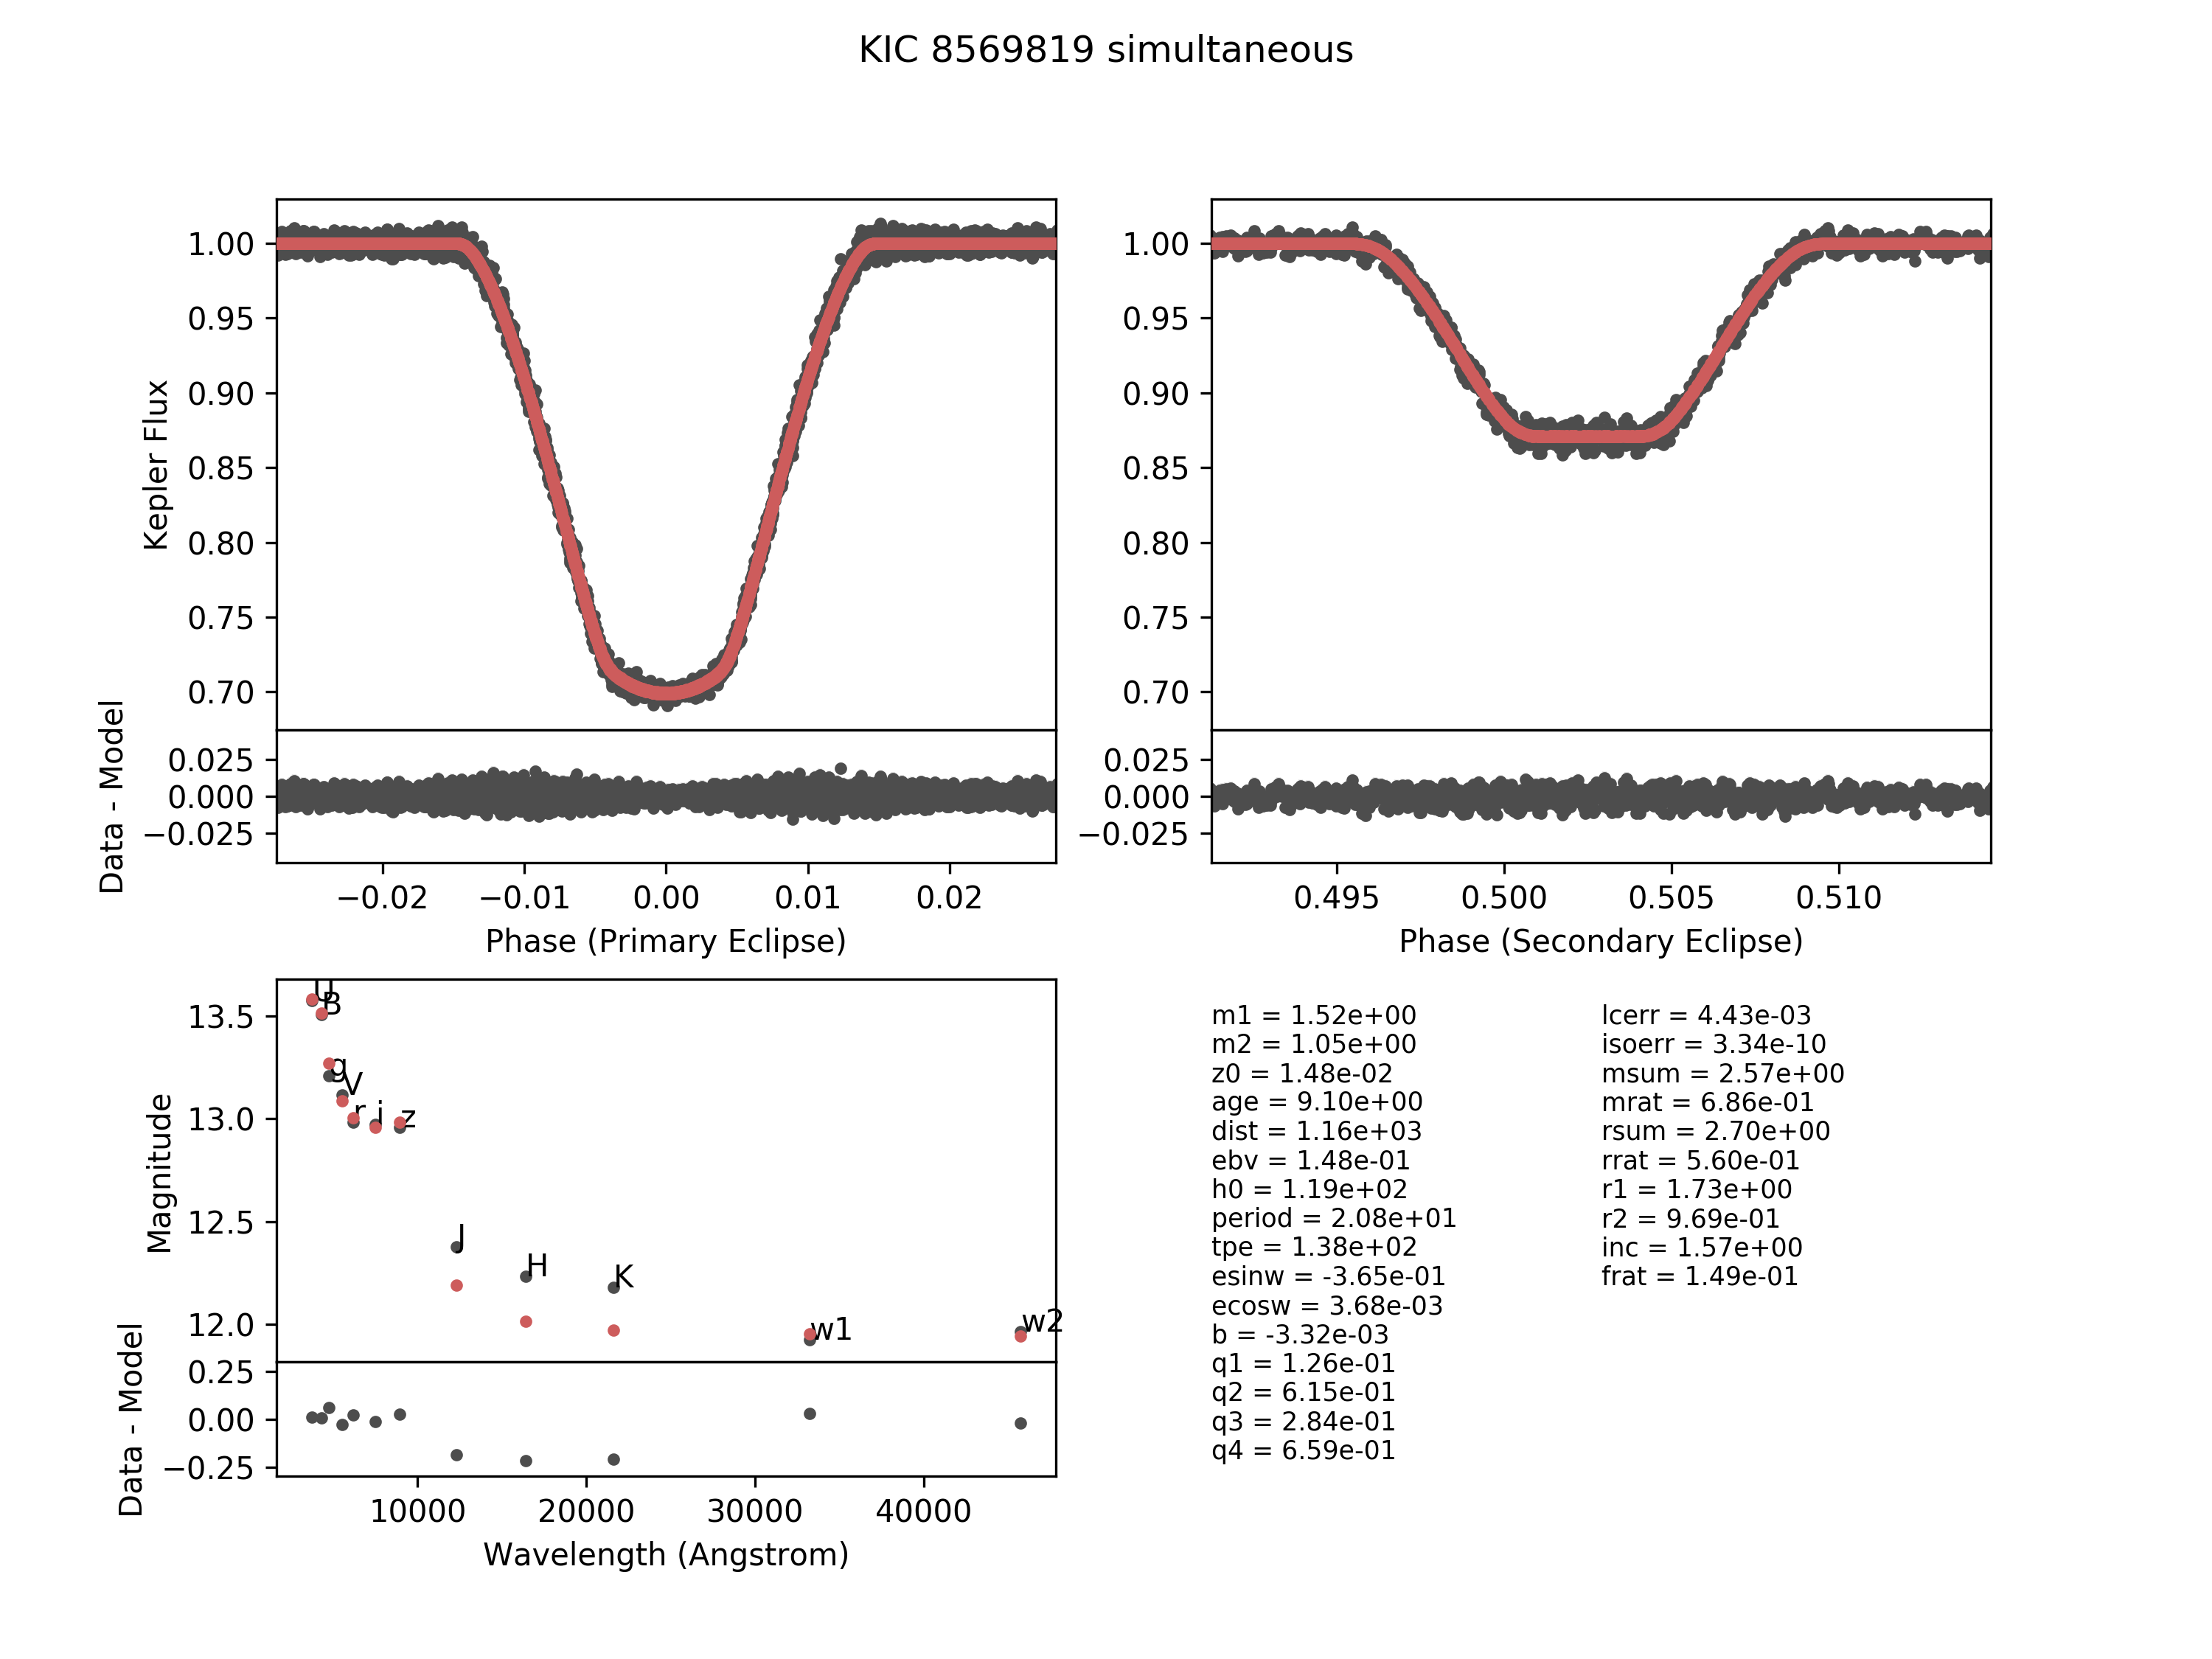 KIC 8569819 simultaneous
1.00
0.95
0.90
0.85
0.80
0.75
0.70
Kepler Flux
0.025
0.000
−0.025
Data - Model
−0.02 −0.01 0.00 0.01 0.02
Phase (Primary Eclipse)
1.00
0.95
0.90
0.85
0.80
0.75
0.70
0.025
0.000
−0.025
0.495 0.500 0.505 0.510
Phase (Secondary Eclipse)
13.5
13.0
12.5
12.0
Magnitude
U
B
g
V
r i z
J
H
K
w1
w2
0.25
0.00
−0.25
Data - Model
10000 20000 30000 40000
Wavelength (Angstrom)
m1 = 1.52e+00
m2 = 1.05e+00
z0 = 1.48e-02
age = 9.10e+00
dist = 1.16e+03
ebv = 1.48e-01
h0 = 1.19e+02
period = 2.08e+01
tpe = 1.38e+02
esinw = -3.65e-01
ecosw = 3.68e-03
b = -3.32e-03
q1 = 1.26e-01
q2 = 6.15e-01
q3 = 2.84e-01
q4 = 6.59e-01
lcerr = 4.43e-03
isoerr = 3.34e-10
msum = 2.57e+00
mrat = 6.86e-01
rsum = 2.70e+00
rrat = 5.60e-01
r1 = 1.73e+00
r2 = 9.69e-01
inc = 1.57e+00
frat = 1.49e-01